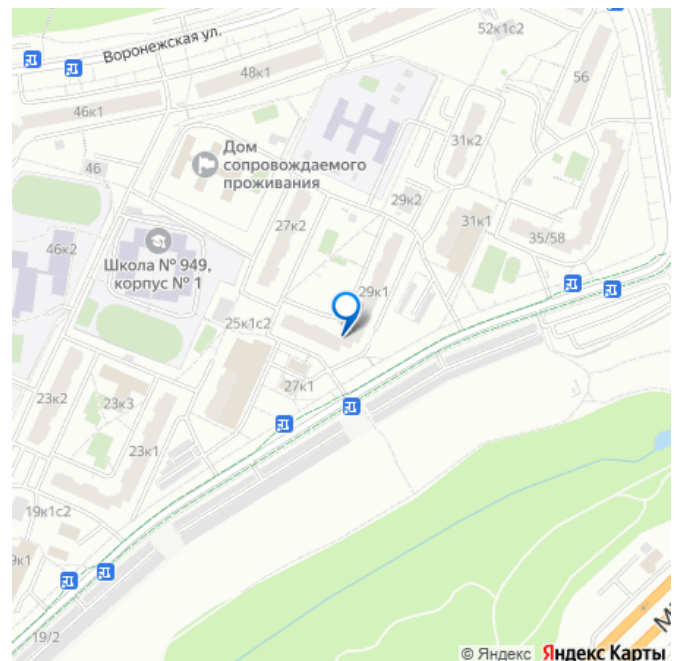 52к1с2
Воронежская ул.
48к1
56
46к1
31к2
Дом
сопровождаемого
проживания
46
29к2
27к2
31к1
35/58
46к2
Школа № 949,
корпус № 1
29к1
25к1с2
27к1
23к2
23к3
23к1
19к1с2
9к1
19/2
© Яндекс Яндекс Карты